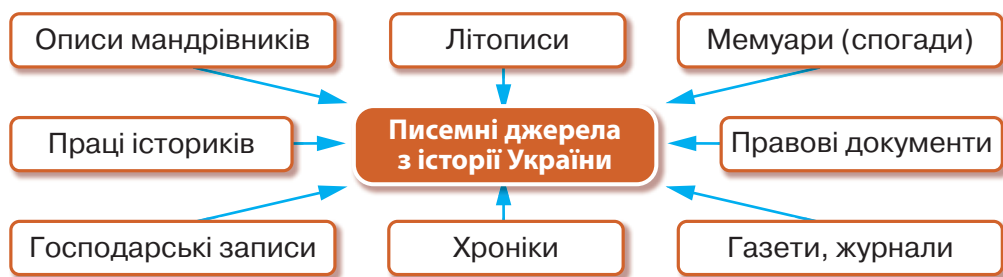 Описи мандрівників
Літописи
Мемуари (спогади)
Праці істориків
Писемні джерела
з історії України
Правові документи
Господарські записи
Хроніки
Газети, журнали